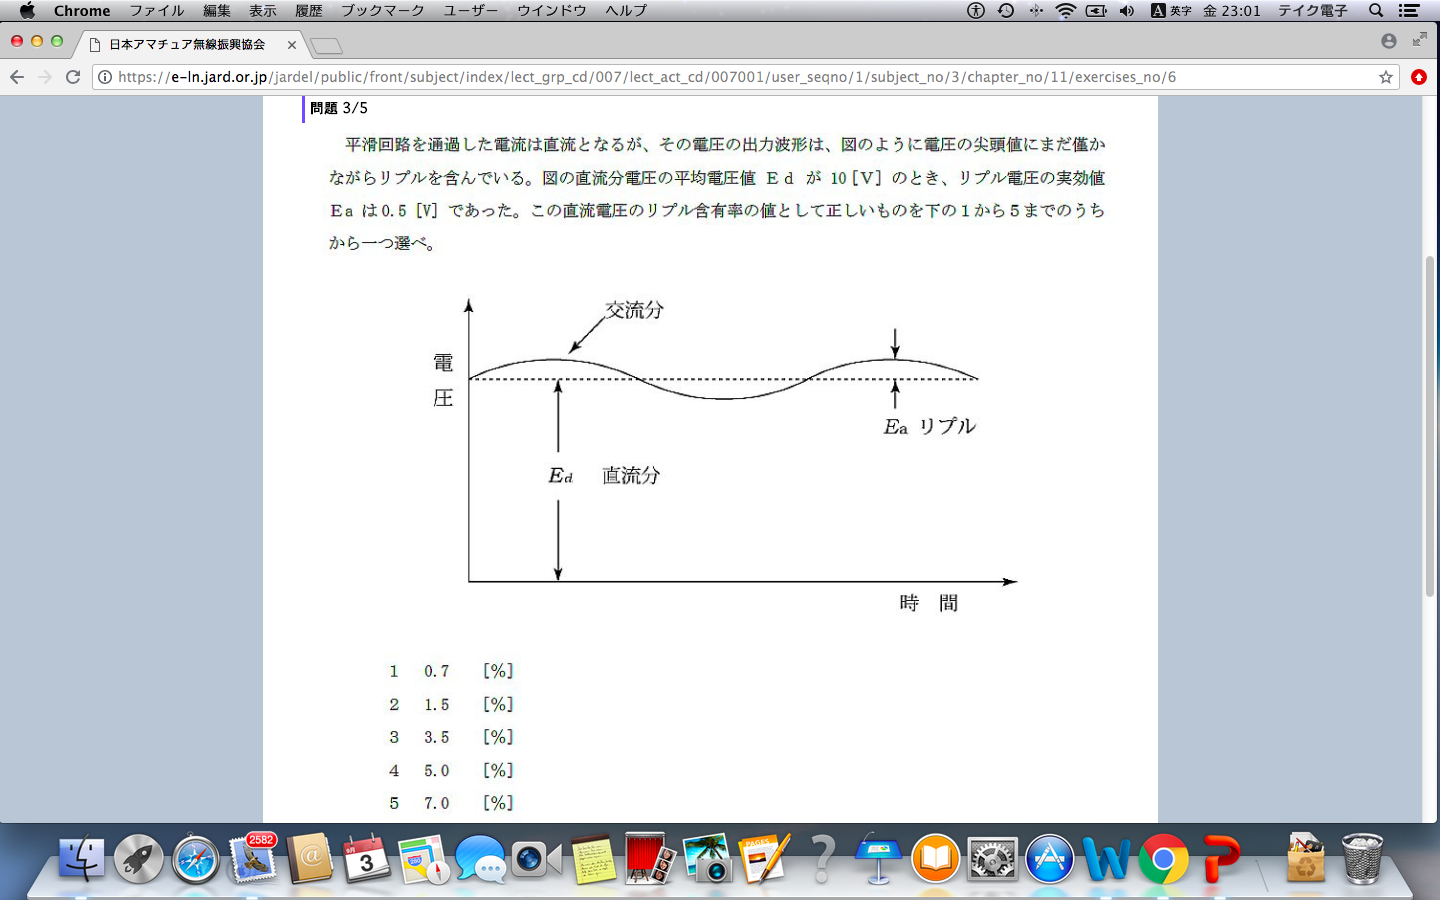 Chrome ファイル 編集 表示 履歴 ブックマーク ユーザー ウインドウ ヘルプ A 英字 金 23:01 テイク電子
日本アマチュア無線振興協会
https://e-ln.jard.or.jp/jardel/public/front/subject/index/lect_grp_cd/007/lect_act_cd/007001/user_seqno/1/subject_no/3/chapter_no/11/exercises_no/6
問題 3/5
平滑回路を通過した電流は直流となるが、その電圧の出力波形は、図のように電圧の尖頭値にまだ僅か
ながらリプルを含んでいる。図の直流分電圧の平均電圧値 Ed が 10[V] のとき、リプル電圧の実効値
Ea は0.5 [V] であった。この直流電圧のリプル含有率の値として正しいものを下の1から5までのうち
から一つ選べ。
交流分
電
圧
Ea リプル
Ed 直流分
時 間
1 0.7 [%]
2 1.5 [%]
3 3.5 [%]
4 5.0 [%]
5 7.0 [%]
2582
9月
3
280
PAGES
?
W